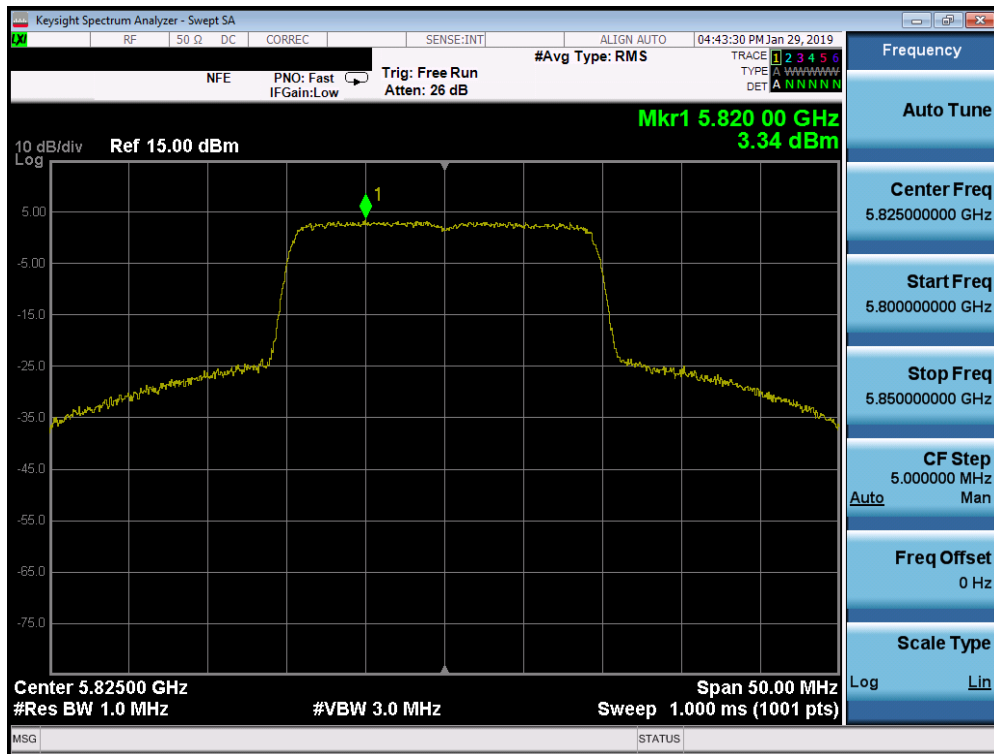 Keysight Spectrum Analyzer - Swept SA
LXI RF 50 Ω DC CORREC SENSE:INT ALIGN AUTO 04:43:30 PM Jan 29, 2019
#Avg Type: RMS TRACE 1 2 3 4 5 6
NFE PNO: Fast Trig: Free Run TYPE A WWWWW
IFGain:Low Atten: 26 dB DET A N N N N N
Mkr1 5.820 00 GHz
3.34 dBm
10 dB/div Ref 15.00 dBm
Log
1
5.00
-5.00
-15.0
-25.0
-35.0
-45.0
-55.0
-65.0
-75.0
Center 5.82500 GHz Span 50.00 MHz
#Res BW 1.0 MHz #VBW 3.0 MHz Sweep 1.000 ms (1001 pts)
MSG STATUS
Frequency
Auto Tune
Center Freq
5.825000000 GHz
Start Freq
5.800000000 GHz
Stop Freq
5.850000000 GHz
CF Step
5.000000 MHz
Auto Man
Freq Offset
0 Hz
Scale Type
Log Lin